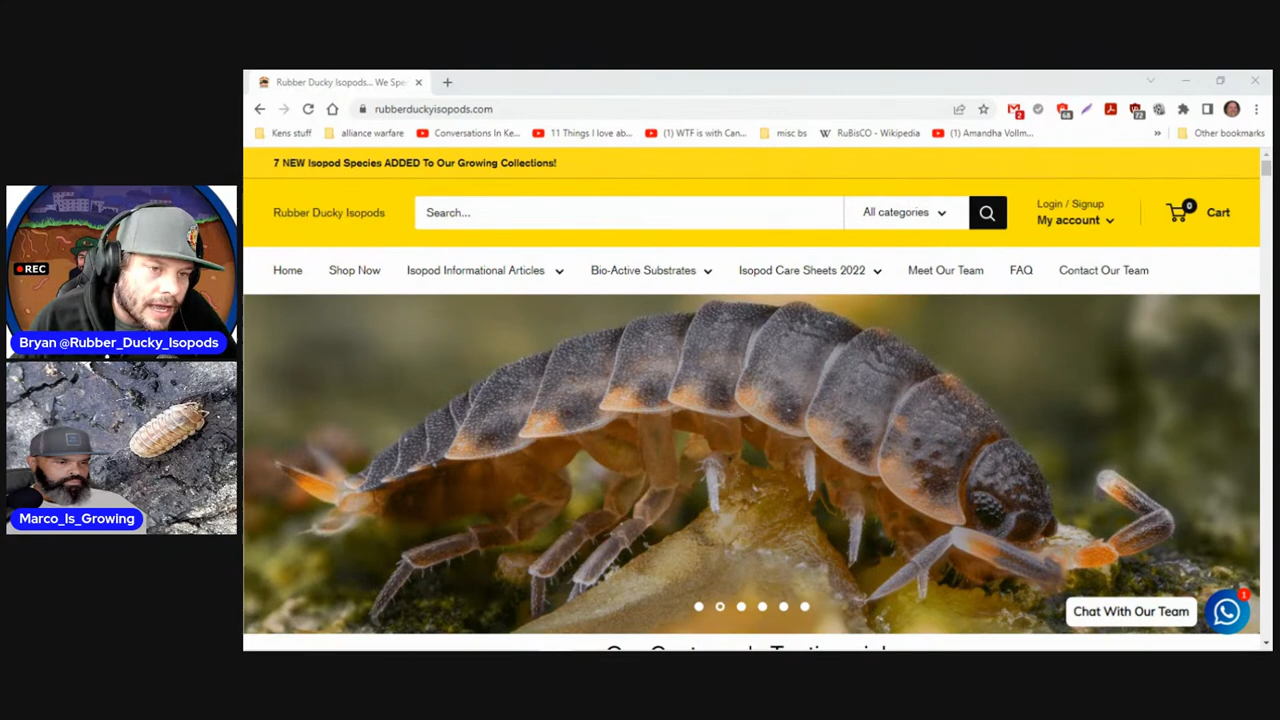 Rubber Ducky Isopods... We Spe
rubberduckyisopods.com
2
68
72
Kens stuff
alliance warfare
Conversations In Ke...
11 Things I love ab...
(1) WTF is with Can...
misc bs
RuBisCO - Wikipedia
(1) Amandha Vollm...
Other bookmarks
7 NEW Isopod Species ADDED To Our Growing Collections!
Rubber Ducky Isopods
Search...
All categories
Login / Signup
My account
0
Cart
Home
Shop Now
Isopod Informational Articles
Bio-Active Substrates
Isopod Care Sheets 2022
Meet Our Team
FAQ
Contact Our Team
REC
Bryan @Rubber_Ducky_Isopods
Marco_Is_Growing
Chat With Our Team
1